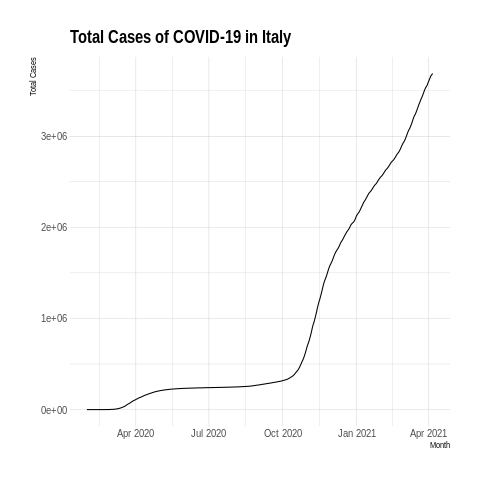 Total Cases of COVID-19 in Italy
Total Cases
3e+06
2e+06
1e+06
0e+00
Apr 2020 Jul 2020 Oct 2020 Jan 2021 Apr 2021
Month